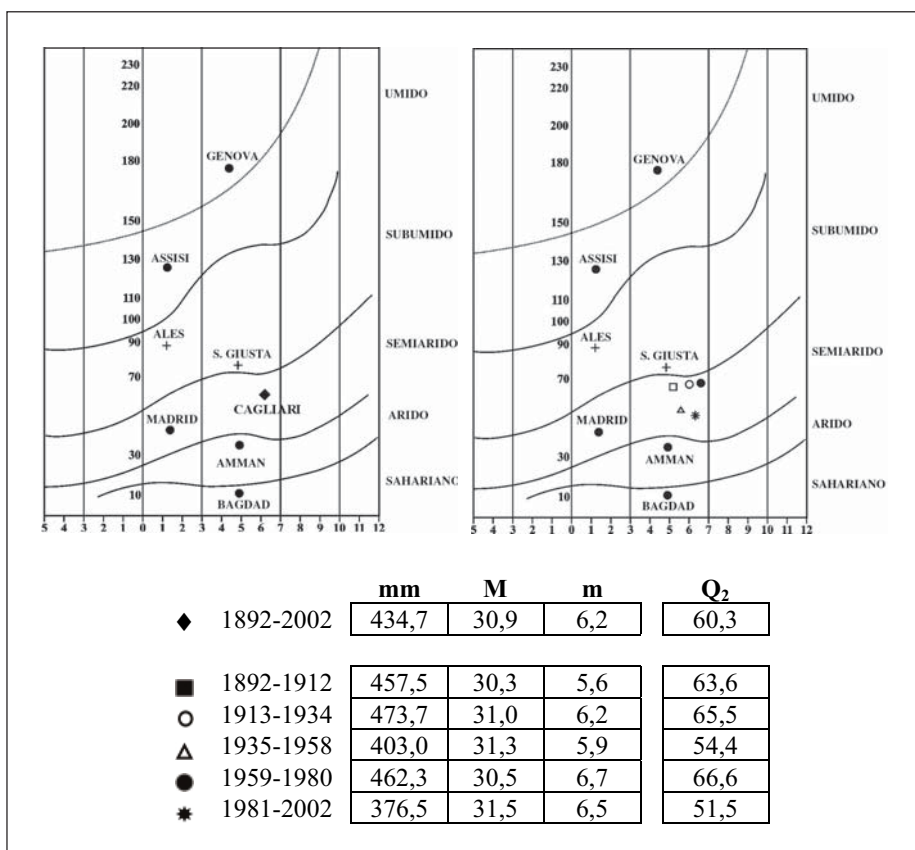 230 230
220 UMIDO 220 UMIDO
200 200
GENOVA GENOVA
180 180
150 150
SUBUMIDO SUBUMIDO
130 ASSISI 130 ASSISI
110 110
100 100
90 ALES SEMIARIDO 90 ALES SEMIARIDO
S. GIUSTA S. GIUSTA
70 70
CAGLIARI
MADRID ARIDO MADRID ARIDO
30 AMMAN 30 AMMAN
SAHARIANO SAHARIANO
10 10
BAGDAD BAGDAD
5 4 3 2 1 0 1 2 3 4 5 6 7 8 9 10 11 12 5 4 3 2 1 0 1 2 3 4 5 6 7 8 9 10 11 12
mm M m Q₂
1892-2002 434,7 30,9 6,2 60,3
1892-1912 457,5 30,3 5,6 63,6
1913-1934 473,7 31,0 6,2 65,5
1935-1958 403,0 31,3 5,9 54,4
1959-1980 462,3 30,5 6,7 66,6
1981-2002 376,5 31,5 6,5 51,5